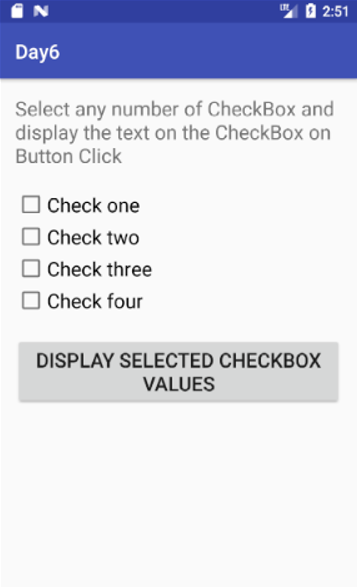 LTE 2:51
Day6
Select any number of CheckBox and
display the text on the CheckBox on
Button Click
Check one
Check two
Check three
Check four
DISPLAY SELECTED CHECKBOX
VALUES